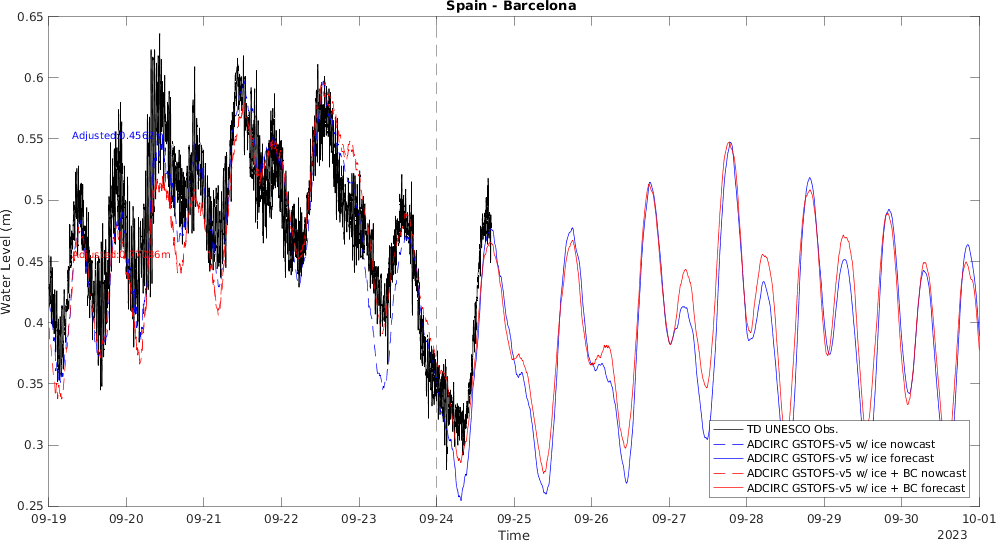 Spain - Barcelona
0.65
0.6
0.55
0.5
0.45
0.4
0.35
0.3
0.25
Water Level (m)
TD UNESCO Obs.
ADCIRC GSTOFS-v5 w/ ice nowcast
ADCIRC GSTOFS-v5 w/ ice forecast
ADCIRC GSTOFS-v5 w/ ice + BC nowcast
ADCIRC GSTOFS-v5 w/ ice + BC forecast
09-19 09-20 09-21 09-22 09-23 09-24 09-25 09-26 09-27 09-28 09-29 09-30 10-01
Time
2023